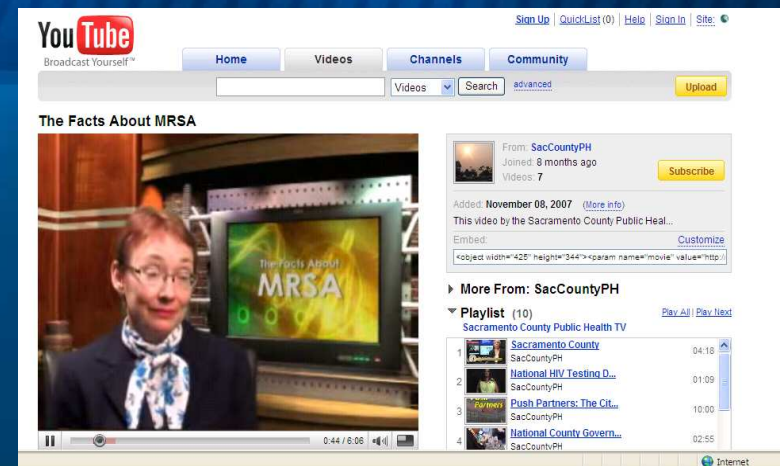 Sign Up | QuickList (0) | Help | Sign In | Site:
You Tube
Broadcast Yourself™
Home Videos Channels Community
Videos Search advanced Upload
The Facts About MRSA
From: SacCountyPH
Joined: 8 months ago
Videos: 7
Subscribe
Added: November 08, 2007 (More info)
This video by the Sacramento County Public Heal...
Embed: Customize
<object width="425" height="344"><param name="movie" value="http:/
The Facts About
MRSA
More From: SacCountyPH
Playlist (10) Play All | Play Next
Sacramento County Public Health TV
1 Sacramento County 04:18
SacCountyPH
2 National HIV Testing D... 01:09
SacCountyPH
3 Push Partners: The Cit... 10:00
SacCountyPH
4 National County Govern... 02:55
SacCountyPH
0:44 / 6:06
Internet